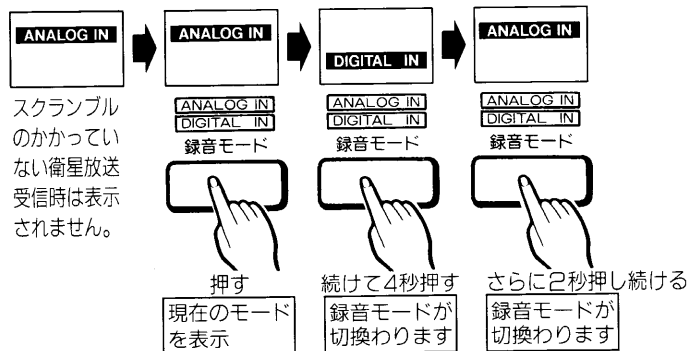 ANALOG IN
スクランブル
のかかってい
ない衛星放送
受信時は表示
されません。
ANALOG IN
ANALOG IN
DIGITAL IN
録音モード
押す
現在のモード
を表示
DIGITAL IN
ANALOG IN
DIGITAL IN
録音モード
続けて4秒押す
録音モードが
切換わります
ANALOG IN
ANALOG IN
DIGITAL IN
録音モード
さらに2秒押し続ける
録音モードが
切換わります